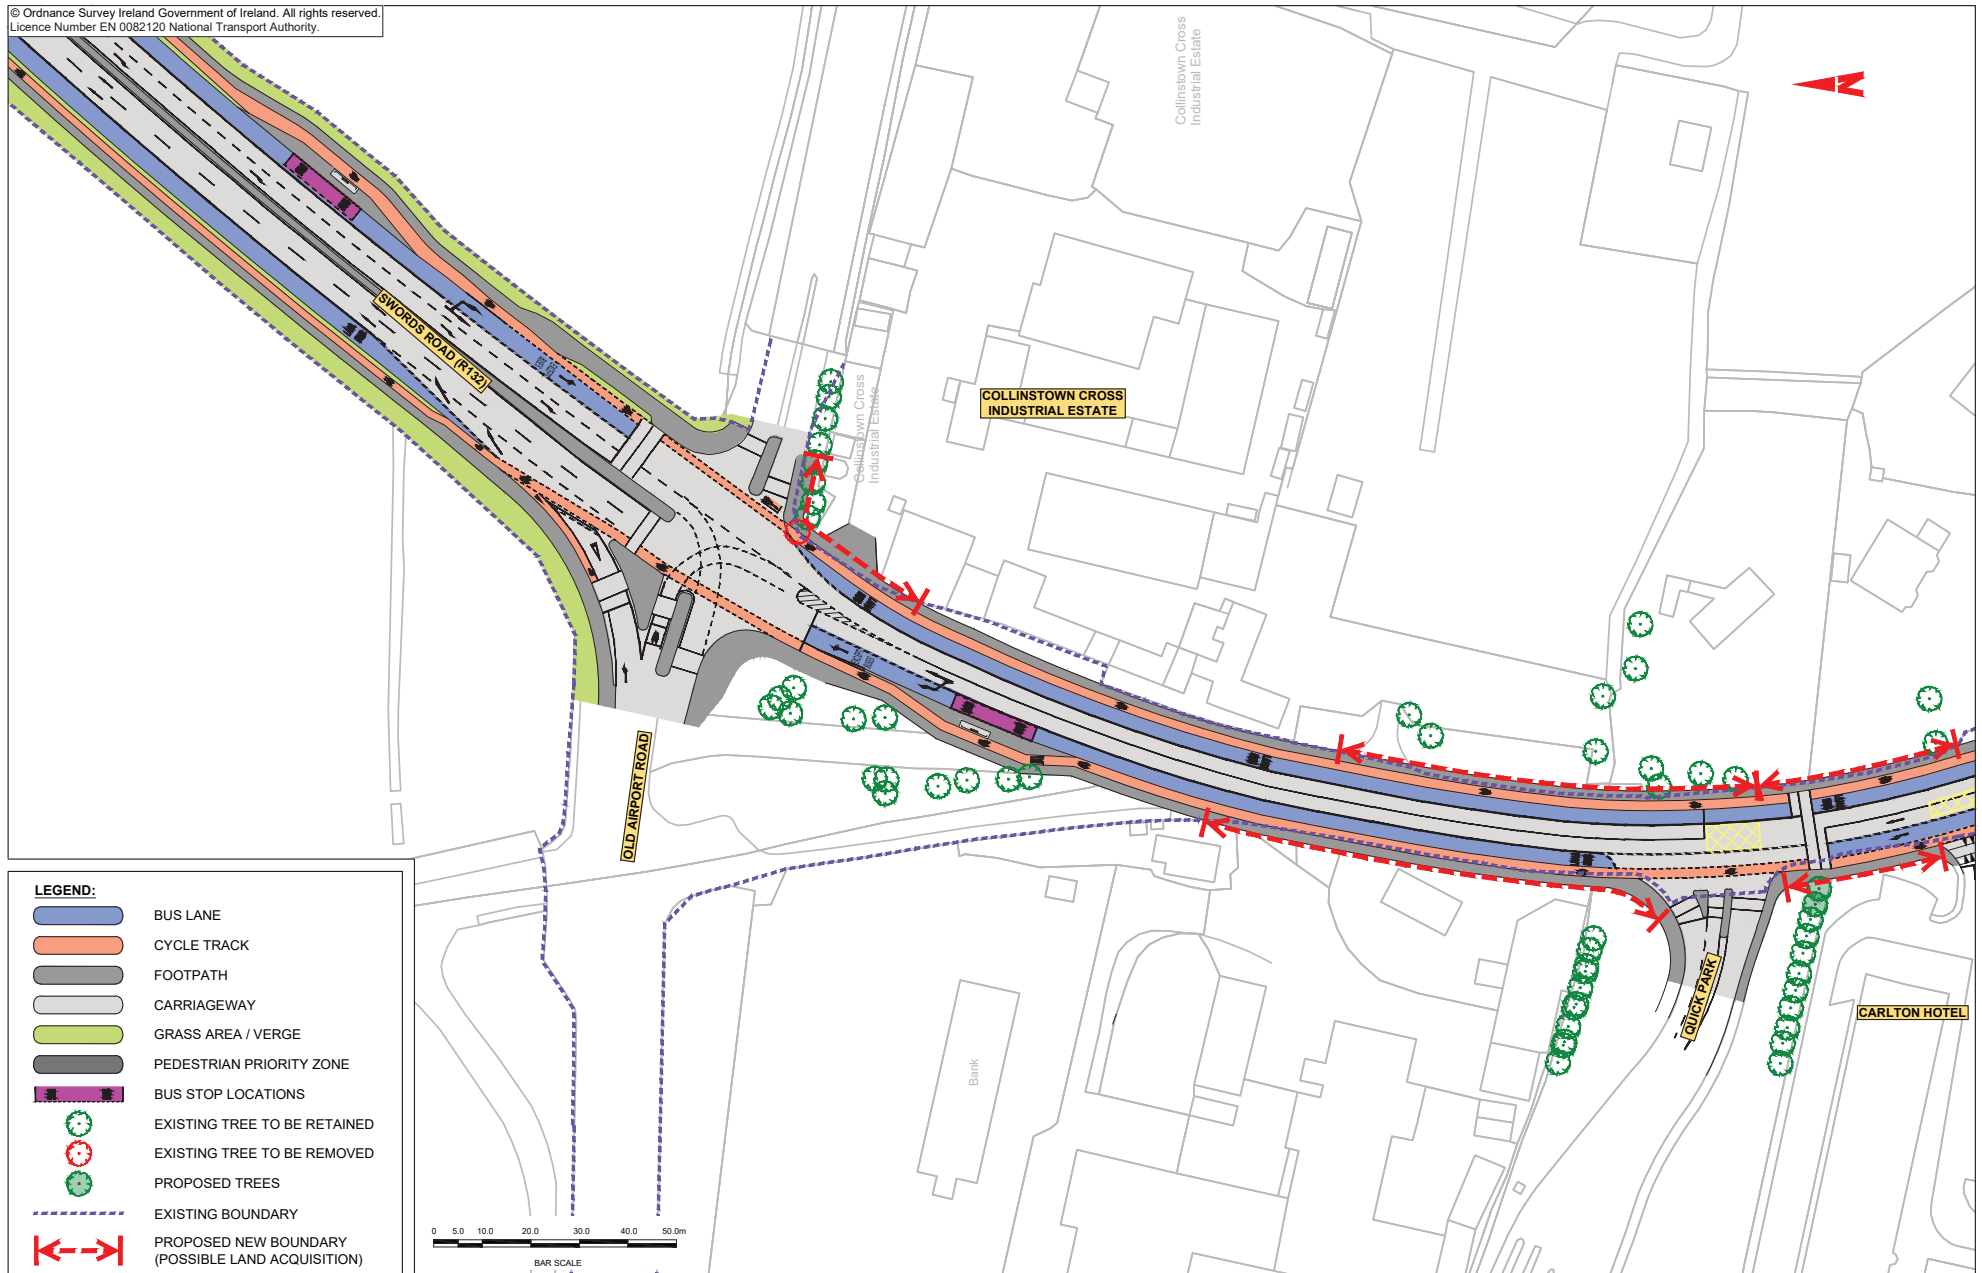 © Ordnance Survey Ireland Government of Ireland. All rights reserved.
Licence Number EN 0082120 National Transport Authority.
Collinstown Cross
Industrial Estate
N
SWORDS ROAD (R132)
COLLINSTOWN CROSS
INDUSTRIAL ESTATE
Collinstown Cross
Industrial Estate
OLD AIRPORT ROAD
QUICK PARK
CARLTON HOTEL
Bank
LEGEND:
BUS LANE
CYCLE TRACK
FOOTPATH
CARRIAGEWAY
GRASS AREA / VERGE
PEDESTRIAN PRIORITY ZONE
BUS STOP LOCATIONS
EXISTING TREE TO BE RETAINED
EXISTING TREE TO BE REMOVED
PROPOSED TREES
EXISTING BOUNDARY
PROPOSED NEW BOUNDARY
(POSSIBLE LAND ACQUISITION)
0 5.0 10.0 20.0 30.0 40.0 50.0m
BAR SCALE